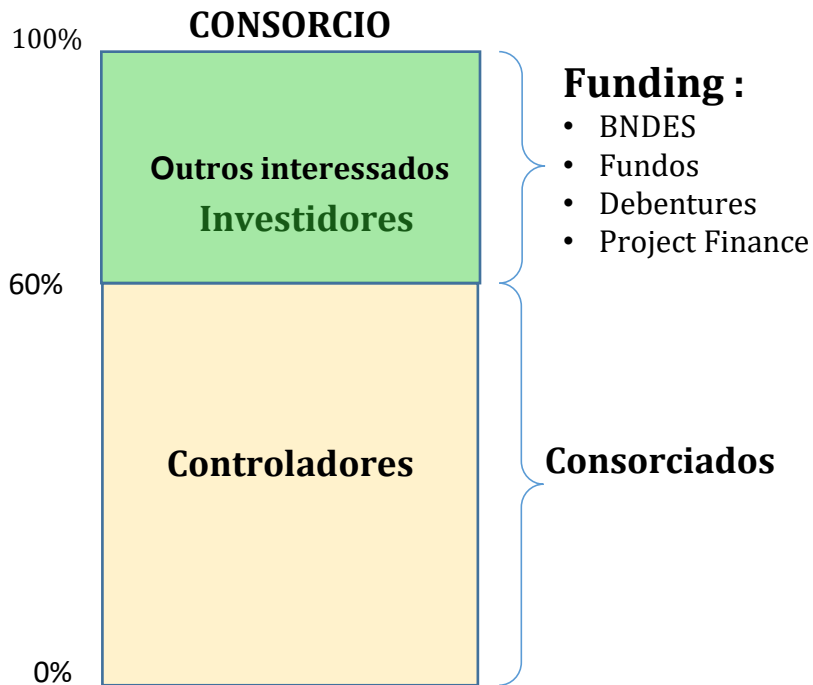 CONSORCIO
100%
Outros interessados
Investidores
60%
Controladores
0%
Funding :
• BNDES
• Fundos
• Debentures
• Project Finance
Consorciados